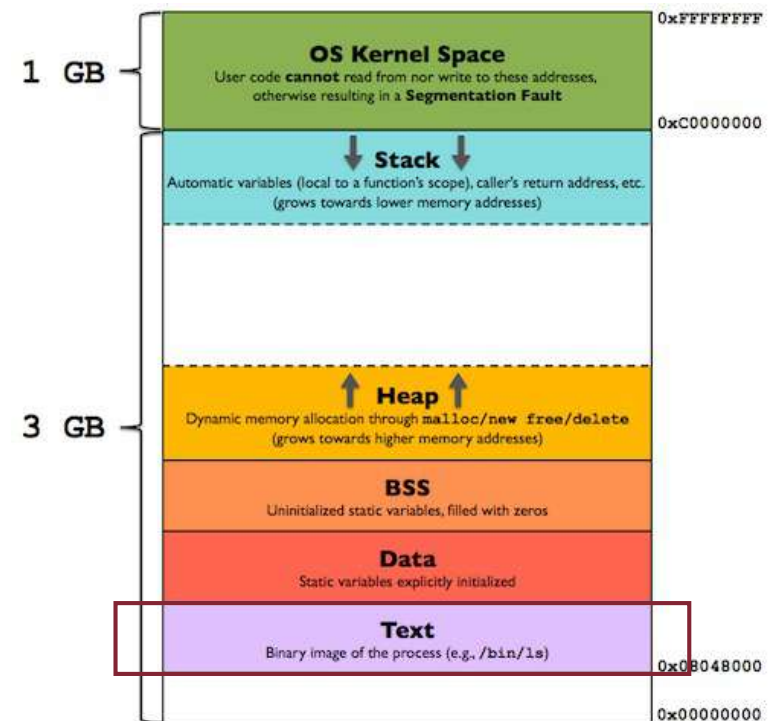 0xFFFFFFFF
OS Kernel Space
1 GB
User code cannot read from nor write to these addresses,
otherwise resulting in a Segmentation Fault
0xC0000000
Stack
Automatic variables (local to a function's scope), caller's return address, etc.
(grows towards lower memory addresses)
Heap
Dynamic memory allocation through malloc/new free/delete
3 GB
(grows towards higher memory addresses)
BSS
Uninitialized static variables, filled with zeros
Data
Static variables explicitly initialized
Text
Binary image of the process (e.g., /bin/ls)
0x08048000
0x00000000